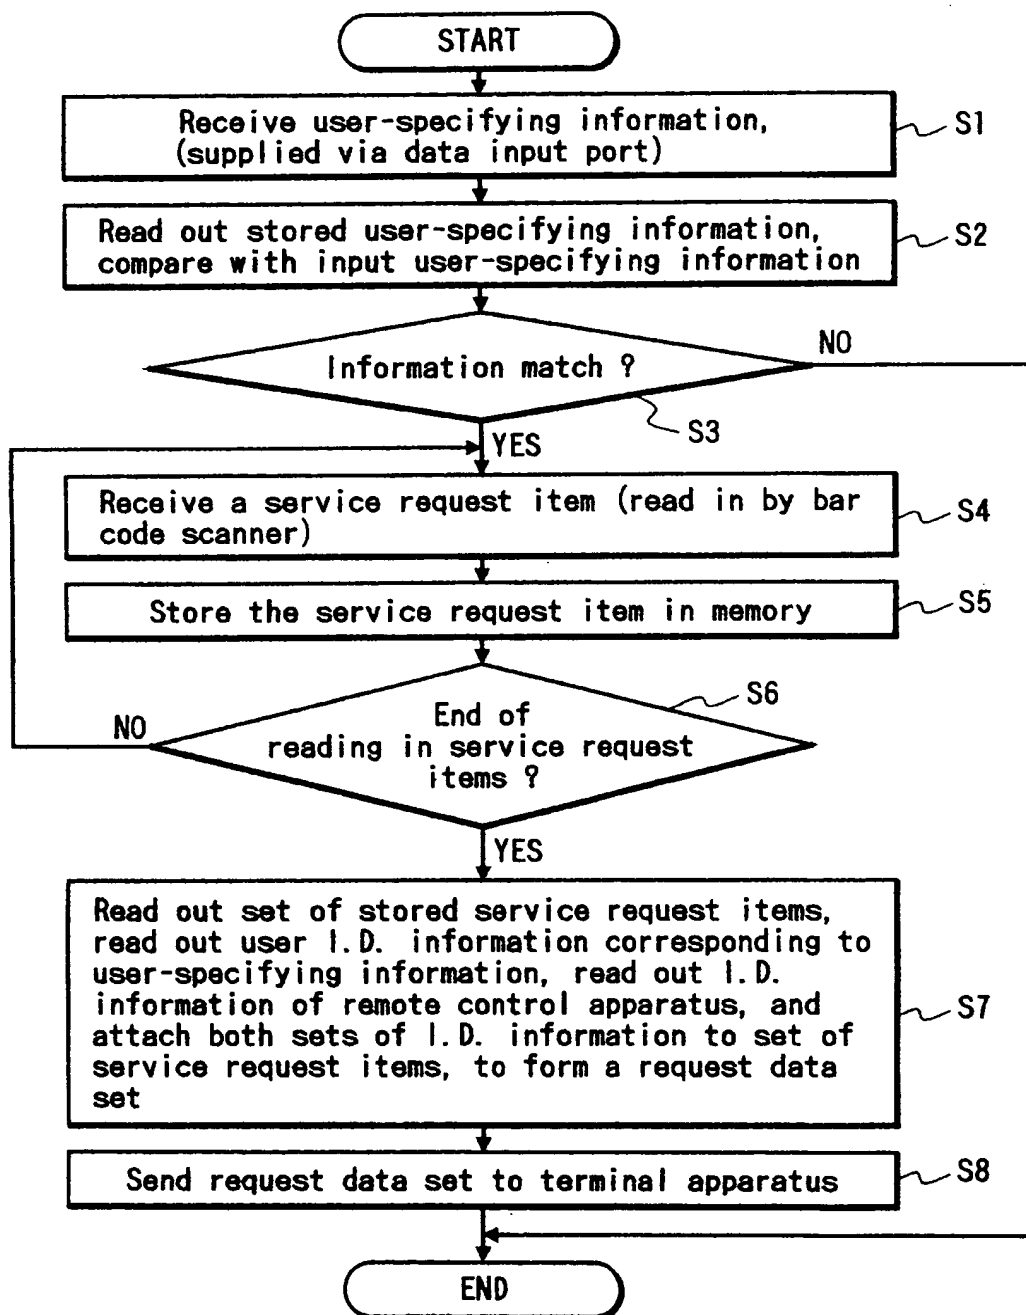 START
Receive user-specifying information,
(supplied via data input port)
S1
Read out stored user-specifying information,
compare with input user-specifying information
S2
Information match ?
NO
S3
YES
Receive a service request item (read in by bar
code scanner)
S4
Store the service request item in memory
S5
S6
End of
reading in service request
items ?
NO
YES
Read out set of stored service request items,
read out user I.D. information corresponding to
user-specifying information, read out I.D.
information of remote control apparatus, and
attach both sets of I.D. information to set of
service request items, to form a request data
set
S7
Send request data set to terminal apparatus
S8
END